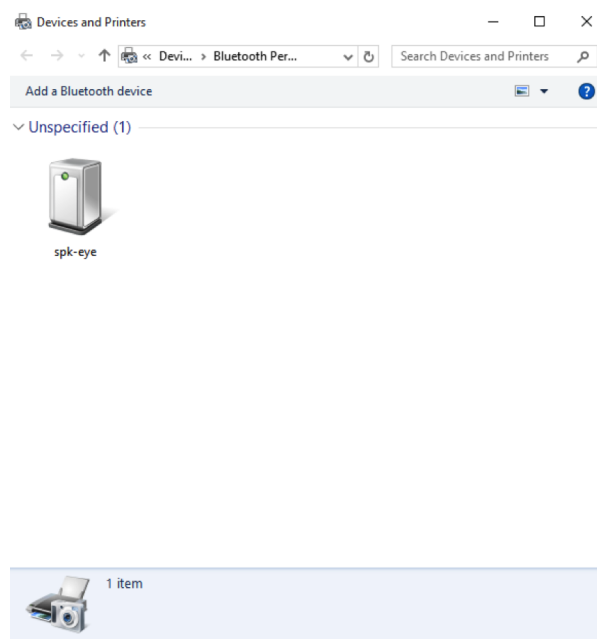 Devices and Printers
« Devi... › Bluetooth Per... Search Devices and Printers
Add a Bluetooth device ?
Unspecified (1)
spk-eye
1 item